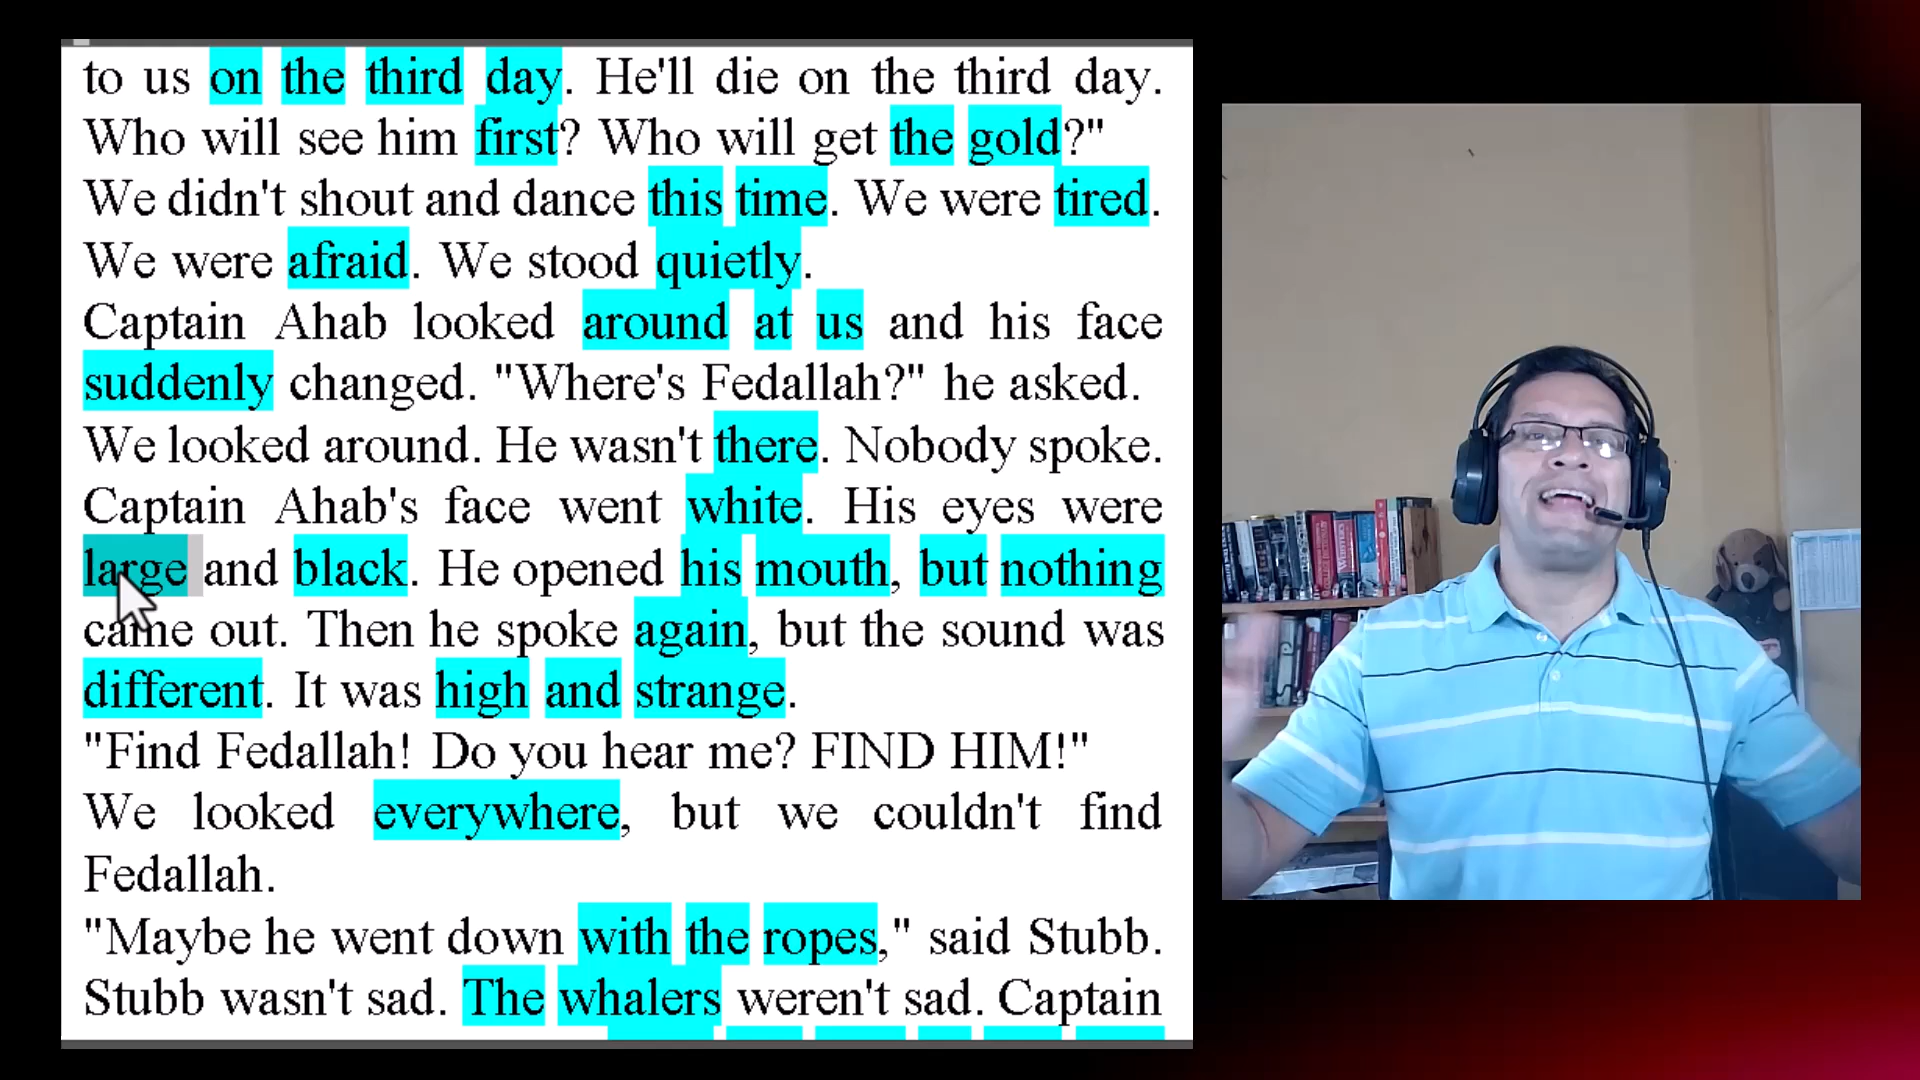 to us on the third day. He'll die on the third day.
Who will see him first? Who will get the gold?"
We didn't shout and dance this time. We were tired.
We were afraid. We stood quietly.
Captain Ahab looked around at us and his face
suddenly changed. "Where's Fedallah?" he asked.
We looked around. He wasn't there. Nobody spoke.
Captain Ahab's face went white. His eyes were
large and black. He opened his mouth, but nothing
came out. Then he spoke again, but the sound was
different. It was high and strange.
"Find Fedallah! Do you hear me? FIND HIM!"
We looked everywhere, but we couldn't find
Fedallah.
"Maybe he went down with the ropes," said Stubb.
Stubb wasn't sad. The whalers weren't sad. Captain